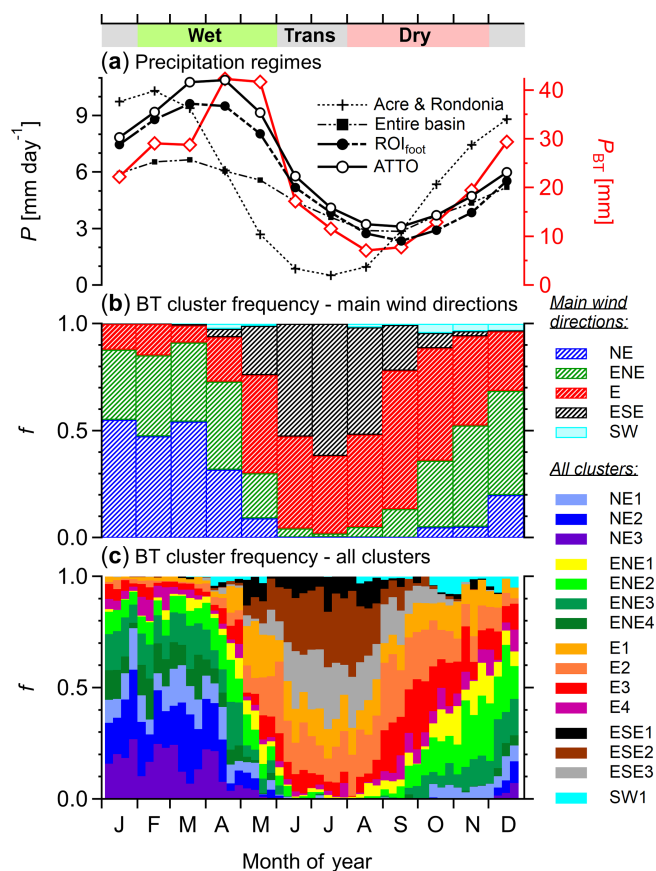 Wet Trans Dry
(a) Precipitation regimes
P [mm day⁻¹]
9
6
3
0
Acre & Rondonia
Entire basin
ROI_foot
ATTO
40
30
20
10
0
P_BT [mm]
(b) BT cluster frequency - main wind directions
f
1.0
0.5
0.0
(c) BT cluster frequency - all clusters
f
1.0
0.5
0.0
J F M A M J J A S O N D
Month of year
Main wind
directions:
NE
ENE
E
ESE
SW
All clusters:
NE1
NE2
NE3
ENE1
ENE2
ENE3
ENE4
E1
E2
E3
E4
ESE1
ESE2
ESE3
SW1